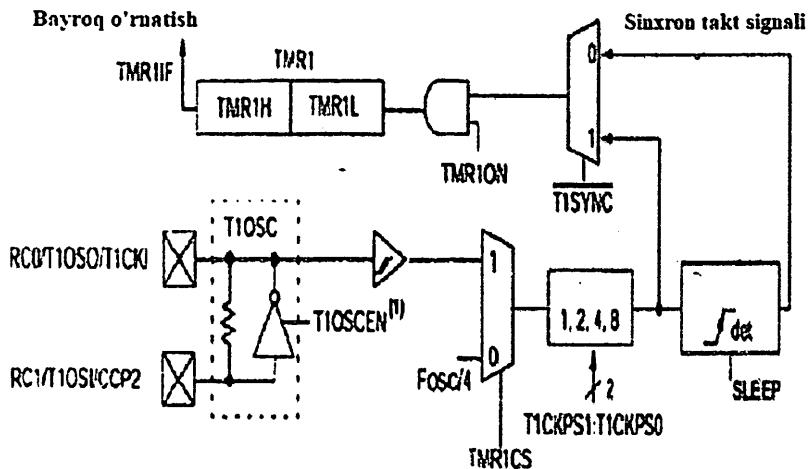 Bayroq o'rnatish
Sinxron takt signali
TMR1IF
TMR1
TMR1H
TMR1L
0
1
TMR1ON
T1SYNC
T1OSC
RC0/T1OSO/T1CKI
T1OSCEN(1)
RC1/T1OSI/CCP2
1
0
Fosc/4
TMR1CS
1, 2, 4, 8
2
T1CKPS1:T1CKPS0
det
SLEEP